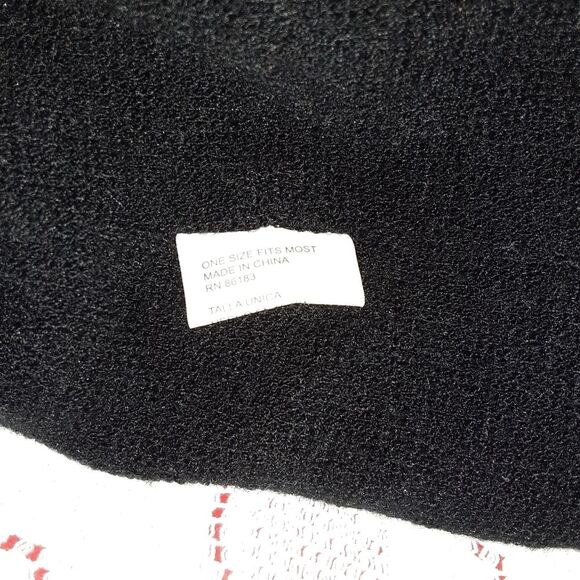 ONE SIZE FITS MOST
MADE IN CHINA
RN 86183
TALLA UNICA